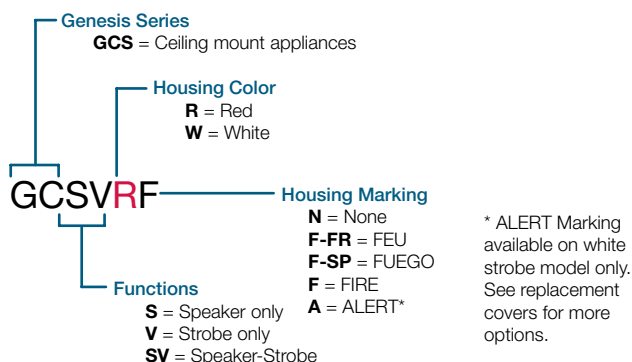 Genesis Series
GCS = Ceiling mount appliances
Housing Color
R = Red
W = White
GCSVRF
Housing Marking
N = None
F-FR = FEU
F-SP = FUEGO
F = FIRE
A = ALERT*
* ALERT Marking
available on white
strobe model only.
See replacement
covers for more
options.
Functions
S = Speaker only
V = Strobe only
SV = Speaker-Strobe